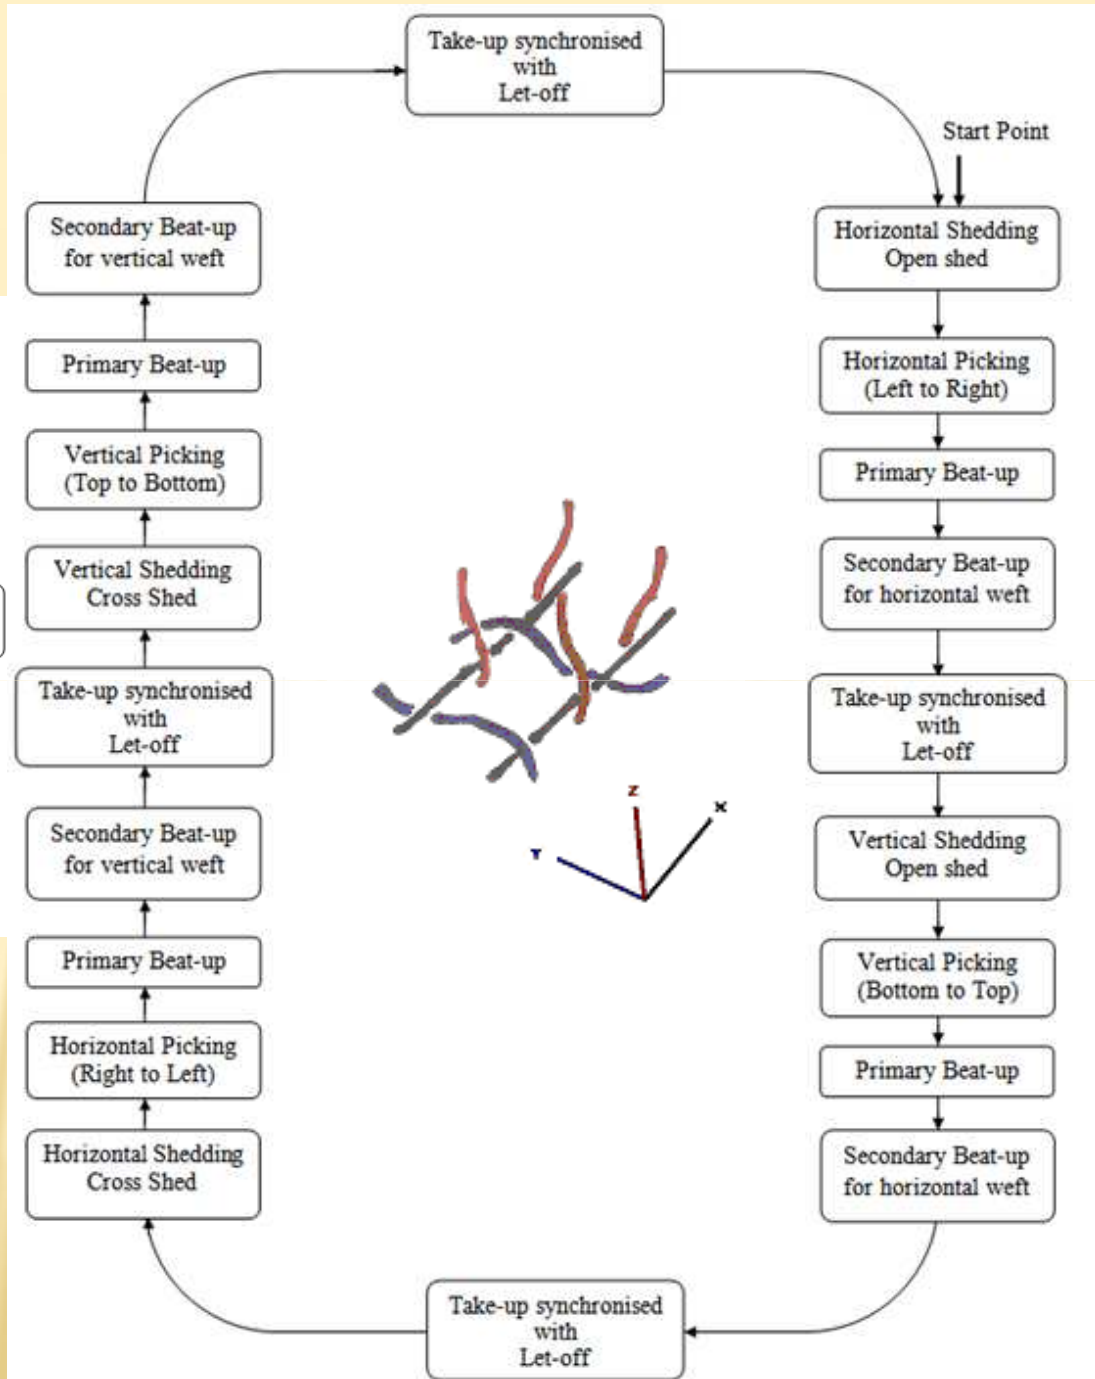 Take-up synchronised
with
Let-off
Start Point
Horizontal Shedding
Open shed
Horizontal Picking
(Left to Right)
Primary Beat-up
Secondary Beat-up
for horizontal weft
Take-up synchronised
with
Let-off
Vertical Shedding
Open shed
Vertical Picking
(Bottom to Top)
Primary Beat-up
Secondary Beat-up
for horizontal weft
Take-up synchronised
with
Let-off
Horizontal Shedding
Cross Shed
Horizontal Picking
(Right to Left)
Primary Beat-up
Secondary Beat-up
for vertical weft
Take-up synchronised
with
Let-off
Vertical Shedding
Cross Shed
Vertical Picking
(Top to Bottom)
Primary Beat-up
Secondary Beat-up
for vertical weft
Z
X
Y